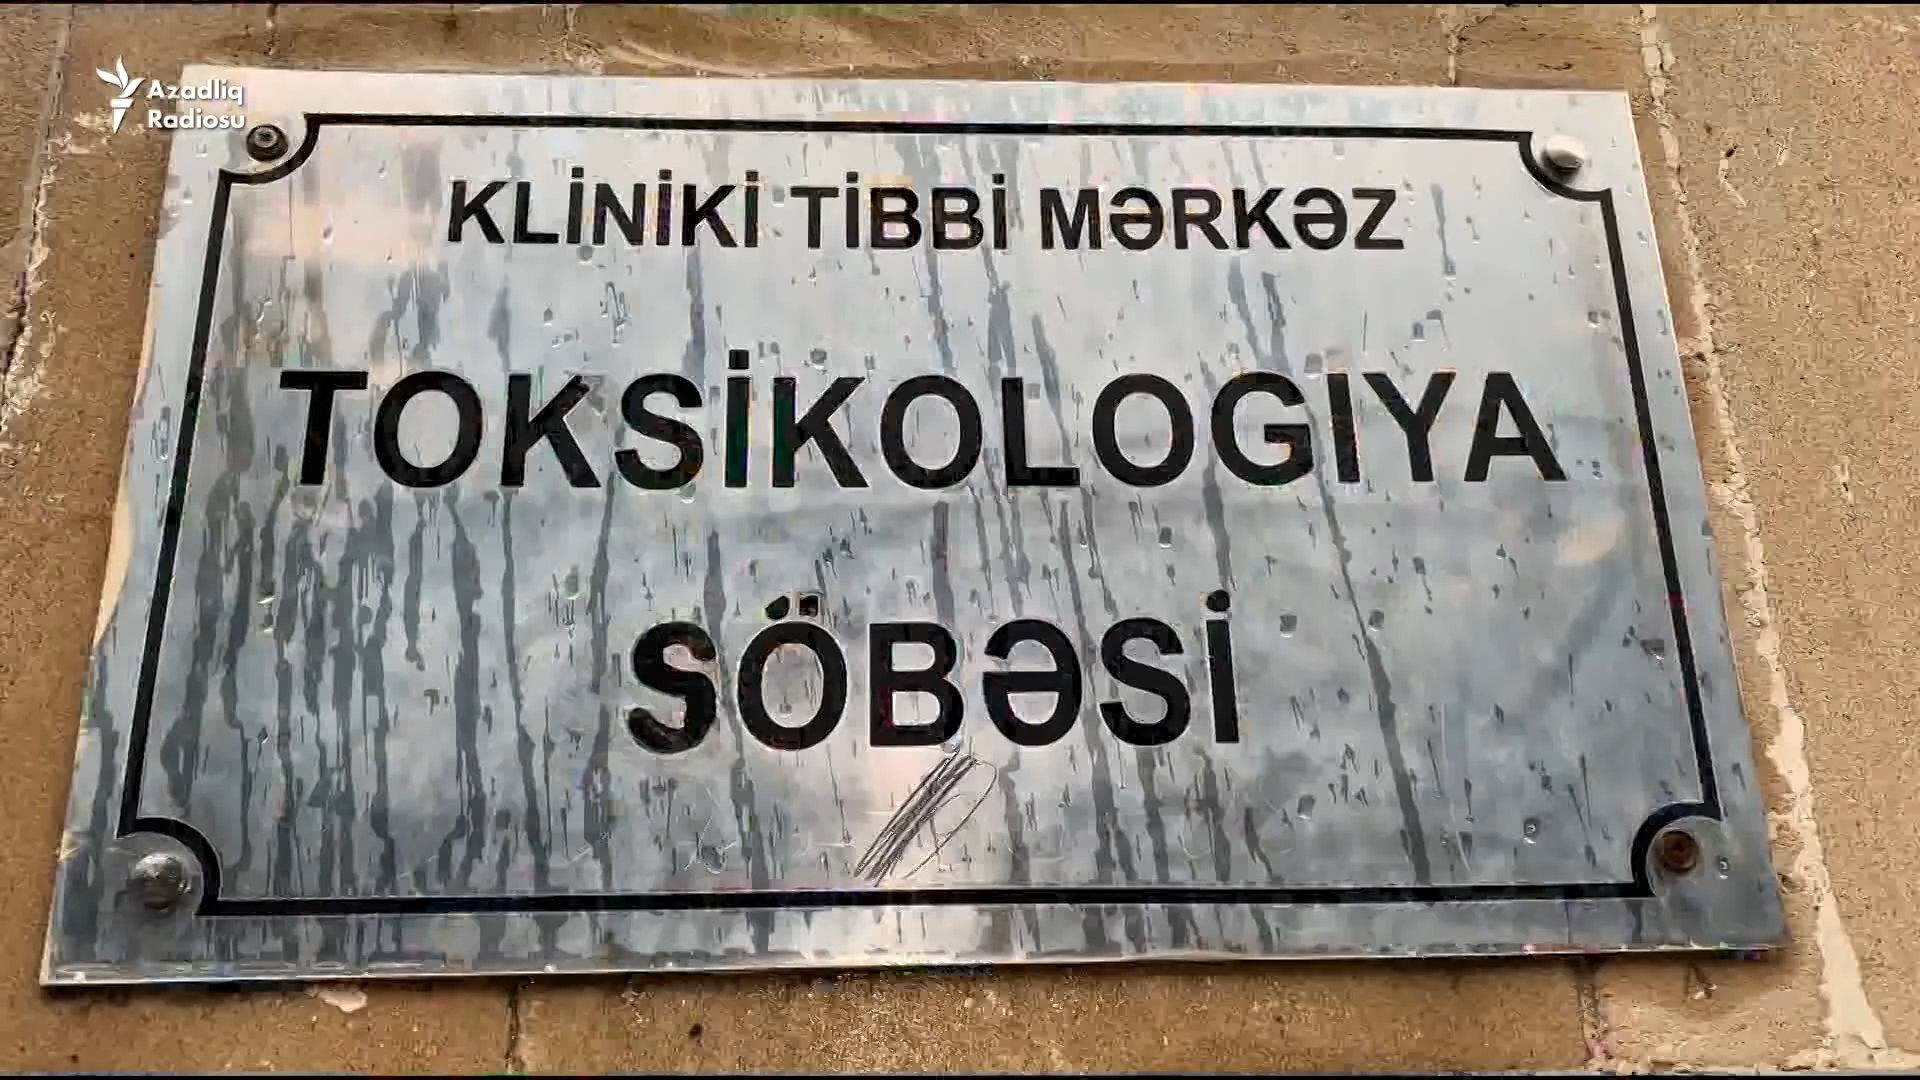 Azadlıq
Radiosu
KLİNİKİ TİBBİ MƏRKƏZ
TOKSİKOLOGIYA
SÖBƏSİ